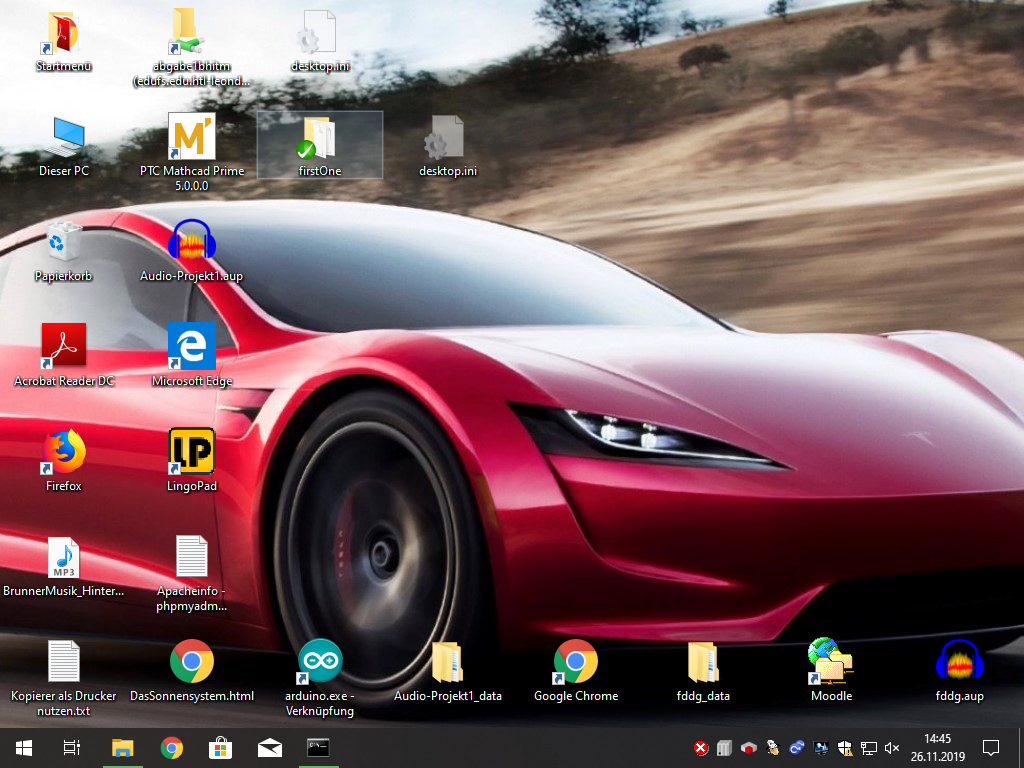 Startmenü
abgabe1bhitm
(edufs.edu.htl-leond...
desktop.ini
Dieser PC
M'
PTC Mathcad Prime
5.0.0.0
firstOne
desktop.ini
Papierkorb
Audio-Projekt1.aup
Acrobat Reader DC
Microsoft Edge
Firefox
LP
LingoPad
MP3
BrunnerMusik_Hinter...
Apacheinfo -
phpmyadm...
TESLA
Kopierer als Drucker
nutzen.txt
DasSonnensystem.html
arduino.exe -
Verknüpfung
Audio-Projekt1_data
Google Chrome
fddg_data
Moodle
fddg.aup
14:45
26.11.2019